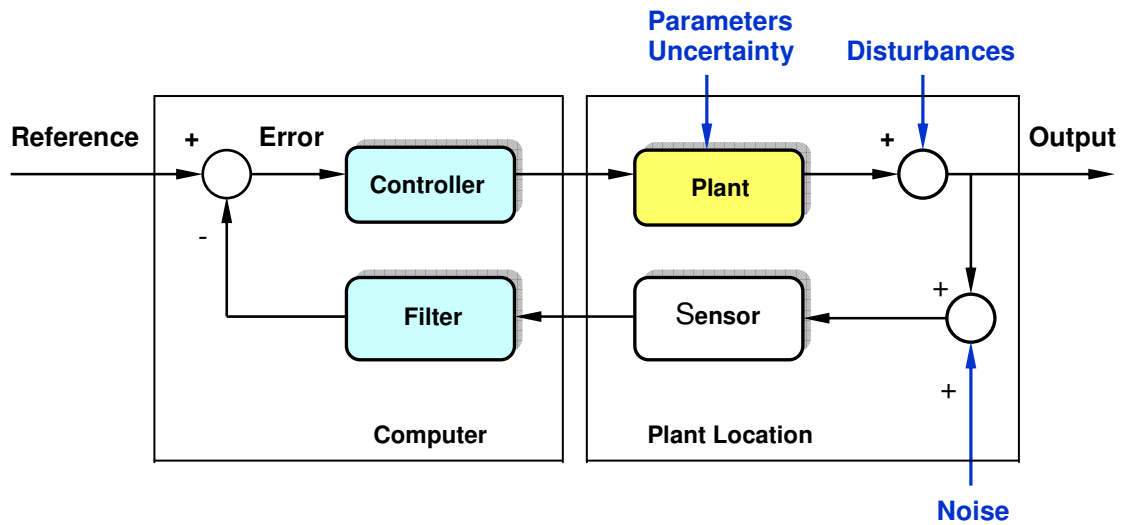 Parameters
Uncertainty
Disturbances
Reference
+
Error
Controller
Plant
+
Output
-
Filter
Sensor
+
+
Computer
Plant Location
Noise